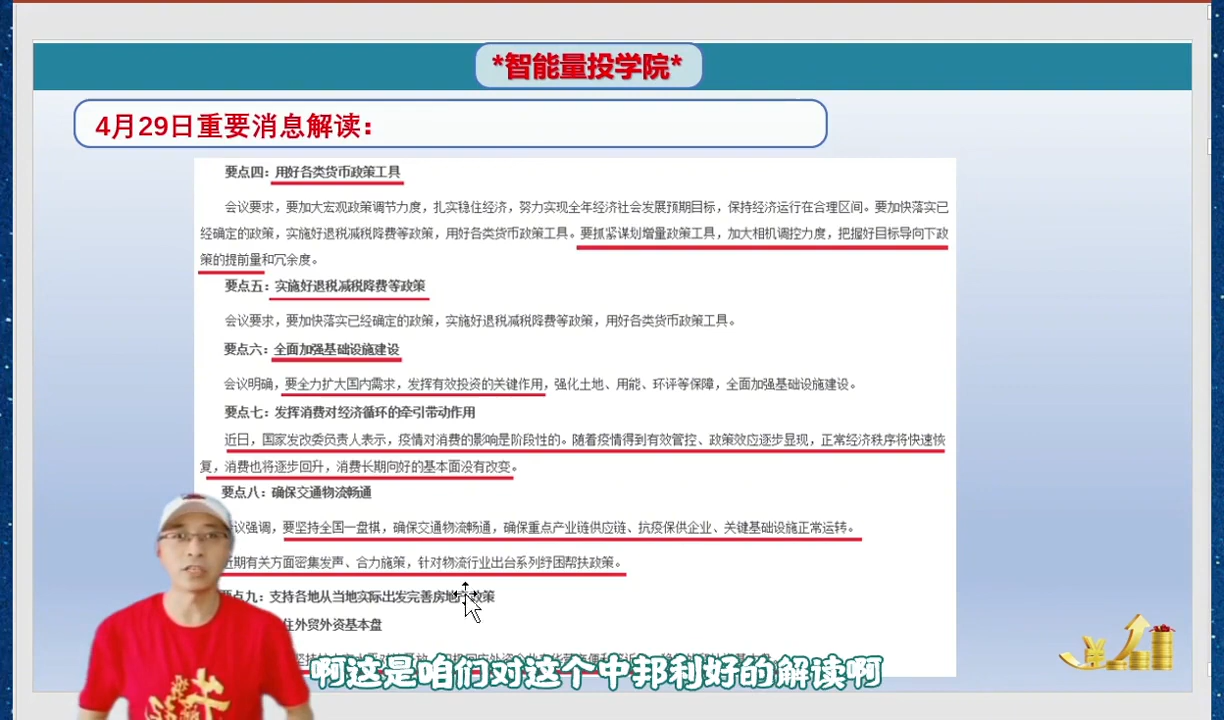 *智能量投学院*
4月29日重要消息解读：
要点四：用好各类货币政策工具
会议要求，要加大宏观政策调节力度，扎实稳住经济，努力实现全年经济社会发展预期目标，保持经济运行在合理区间。要加快落实已
经确定的政策，实施好退税减税降费等政策，用好各类货币政策工具。要抓紧谋划增量政策工具，加大相机调控力度，把握好目标导向下政
策的提前量和冗余度。
要点五：实施好退税减税降费等政策
会议要求，要加快落实已经确定的政策，实施好退税减税降费等政策，用好各类货币政策工具。
要点六：全面加强基础设施建设
会议明确，要全力扩大国内需求，发挥有效投资的关键作用，强化土地、用能、环评等保障，全面加强基础设施建设。
要点七：发挥消费对经济循环的牵引带动作用
近日，国家发改委负责人表示，疫情对消费的影响是阶段性的。随着疫情得到有效管控、政策效应逐步显现，正常经济秩序将快速恢
复，消费也将逐步回升，消费长期向好的基本面没有改变。
要点八：确保交通物流畅通
议强调，要坚持全国一盘棋，确保交通物流畅通，确保重点产业链供应链、抗疫保供企业、关键基础设施正常运转。
近期有关方面密集发声、合力施策，针对物流行业出台系列纾困帮扶政策。
要点九：支持各地从当地实际出发完善房地产政策
住外贸外资基本盘
啊这是咱们对这个中邦利好的解读啊